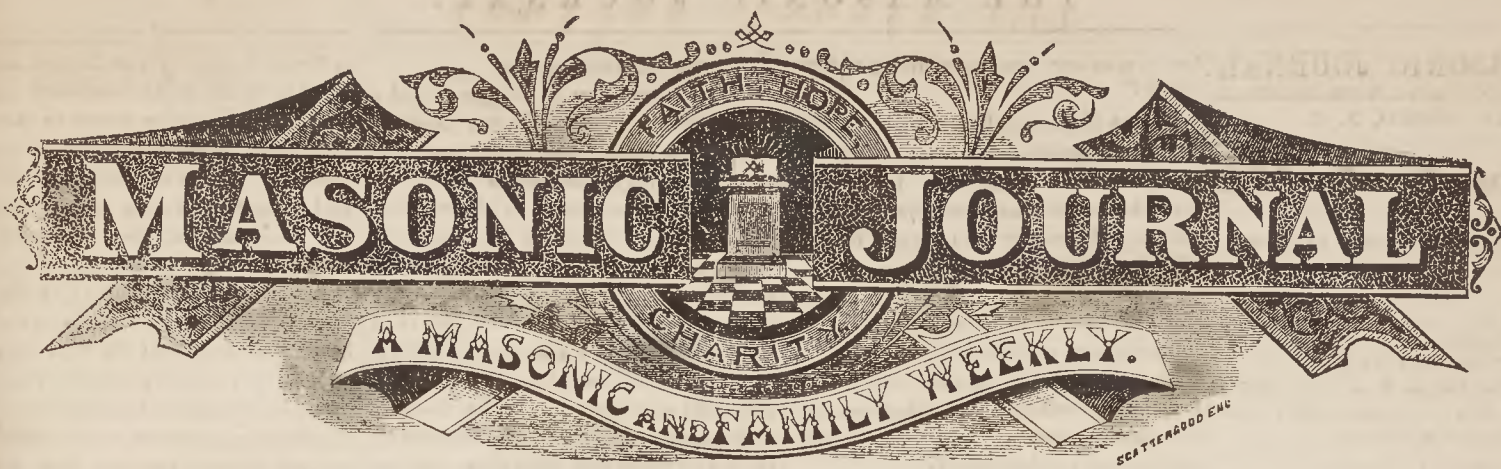 FAITH HOPE
MASONIC JOURNAL
CHARITY.
A MASONIC AND FAMILY WEEKLY.
SCATTERGOOD ENG